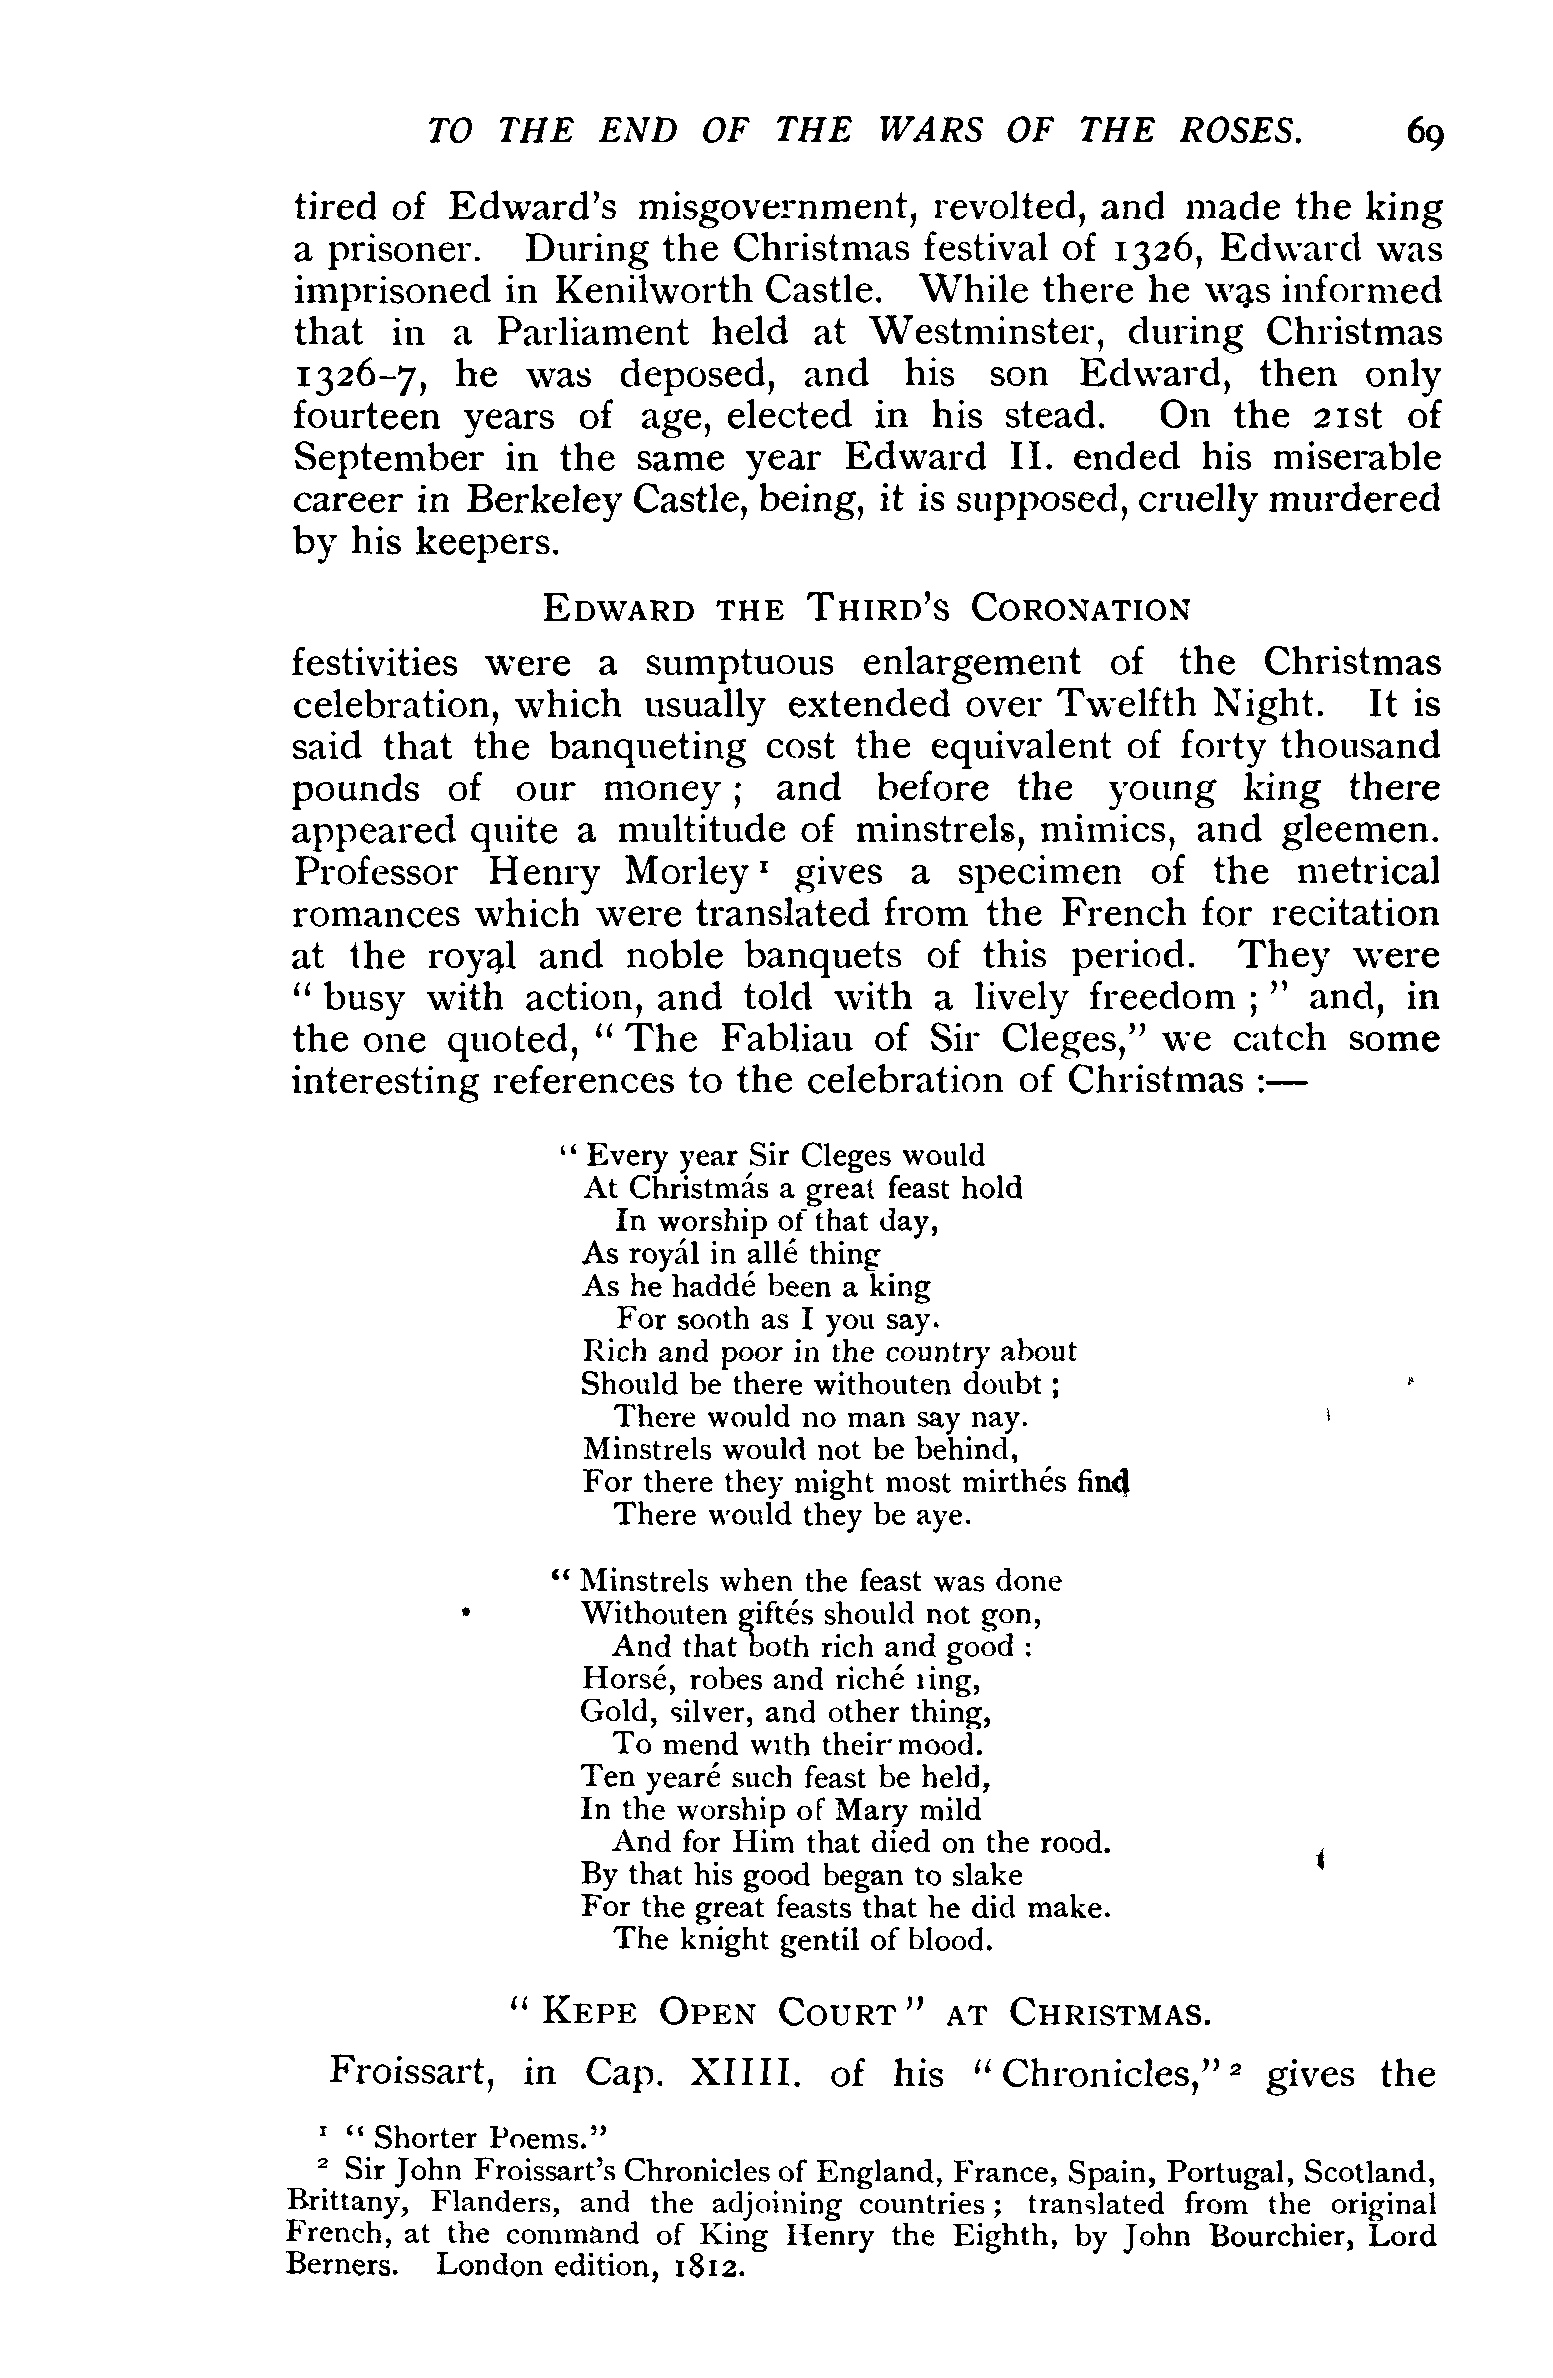 TO THE END OF THE WARS OF THE ROSES. 69
tired of Edward's misgovernment, revolted, and made the king
a prisoner. During the Christmas festival of 1326, Edward was
imprisoned in Kenilworth Castle. While there he was informed
that in a Parliament held at Westminster, during Christmas
1326-7, he was deposed, and his son Edward, then only
fourteen years of age, elected in his stead. On the 21st of
September in the same year Edward II. ended his miserable
career in Berkeley Castle, being, it is supposed, cruelly murdered
by his keepers.
EDWARD THE THIRD'S CORONATION
festivities were a sumptuous enlargement of the Christmas
celebration, which usually extended over Twelfth Night. It is
said that the banqueting cost the equivalent of forty thousand
pounds of our money ; and before the young king there
appeared quite a multitude of minstrels, mimics, and gleemen.
Professor Henry Morley ¹ gives a specimen of the metrical
romances which were translated from the French for recitation
at the royal and noble banquets of this period. They were
" busy with action, and told with a lively freedom ; " and, in
the one quoted, " The Fabliau of Sir Cleges," we catch some
interesting references to the celebration of Christmas :—
" Every year Sir Cleges would
At Christmás a great feast hold
In worship of that day,
As royál in allé thing
As he haddé been a king
For sooth as I you say.
Rich and poor in the country about
Should be there withouten doubt ;
There would no man say nay.
Minstrels would not be behind,
For there they might most mirthés find
There would they be aye.
" Minstrels when the feast was done
Withouten giftés should not gon,
And that both rich and good :
Horsé, robes and riché ring,
Gold, silver, and other thing,
To mend with their mood.
Ten yearé such feast be held,
In the worship of Mary mild
And for Him that died on the rood.
By that his good began to slake
For the great feasts that he did make.
The knight gentil of blood.
" KEPE OPEN COURT " AT CHRISTMAS.
Froissart, in Cap. XIIII. of his " Chronicles," ² gives the
¹ " Shorter Poems."
² Sir John Froissart's Chronicles of England, France, Spain, Portugal, Scotland,
Brittany, Flanders, and the adjoining countries ; translated from the original
French, at the command of King Henry the Eighth, by John Bourchier, Lord
Berners. London edition, 1812.